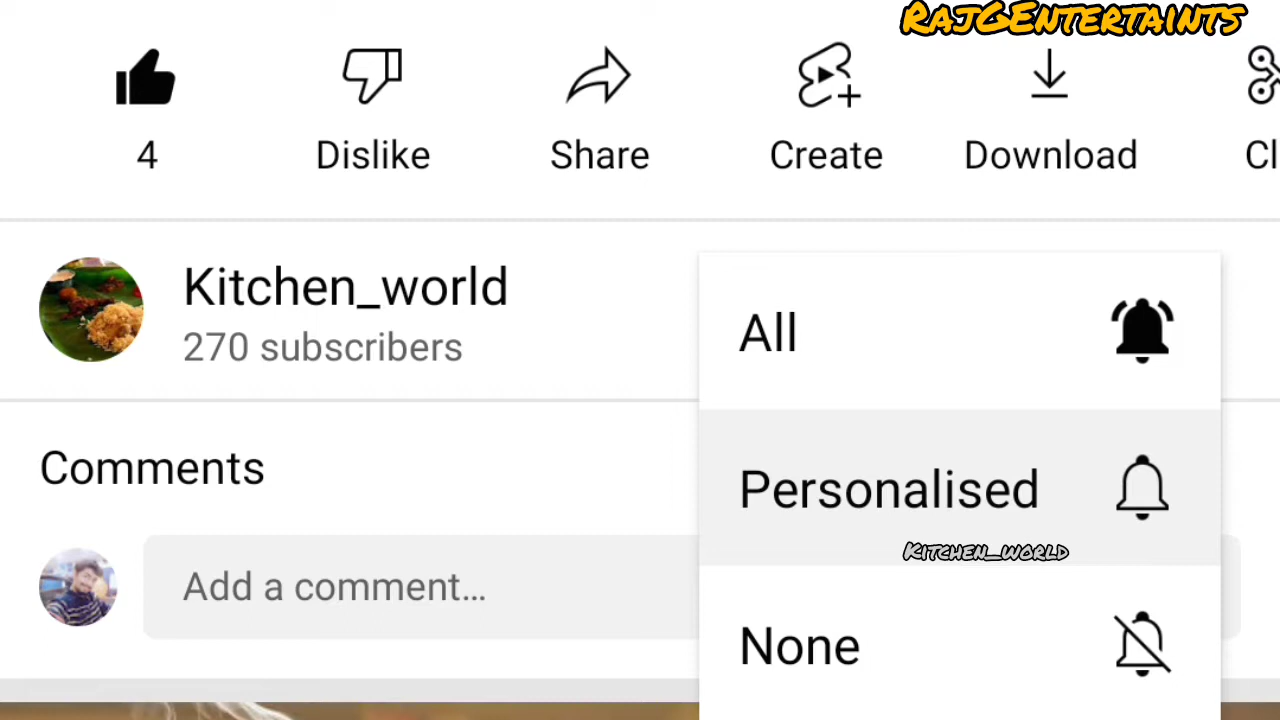 RajGEntertaints
4
Dislike
Share
Create
Download
Cl
Kitchen_world
270 subscribers
All
Comments
Personalised
Kitchen_world
Add a comment...
None